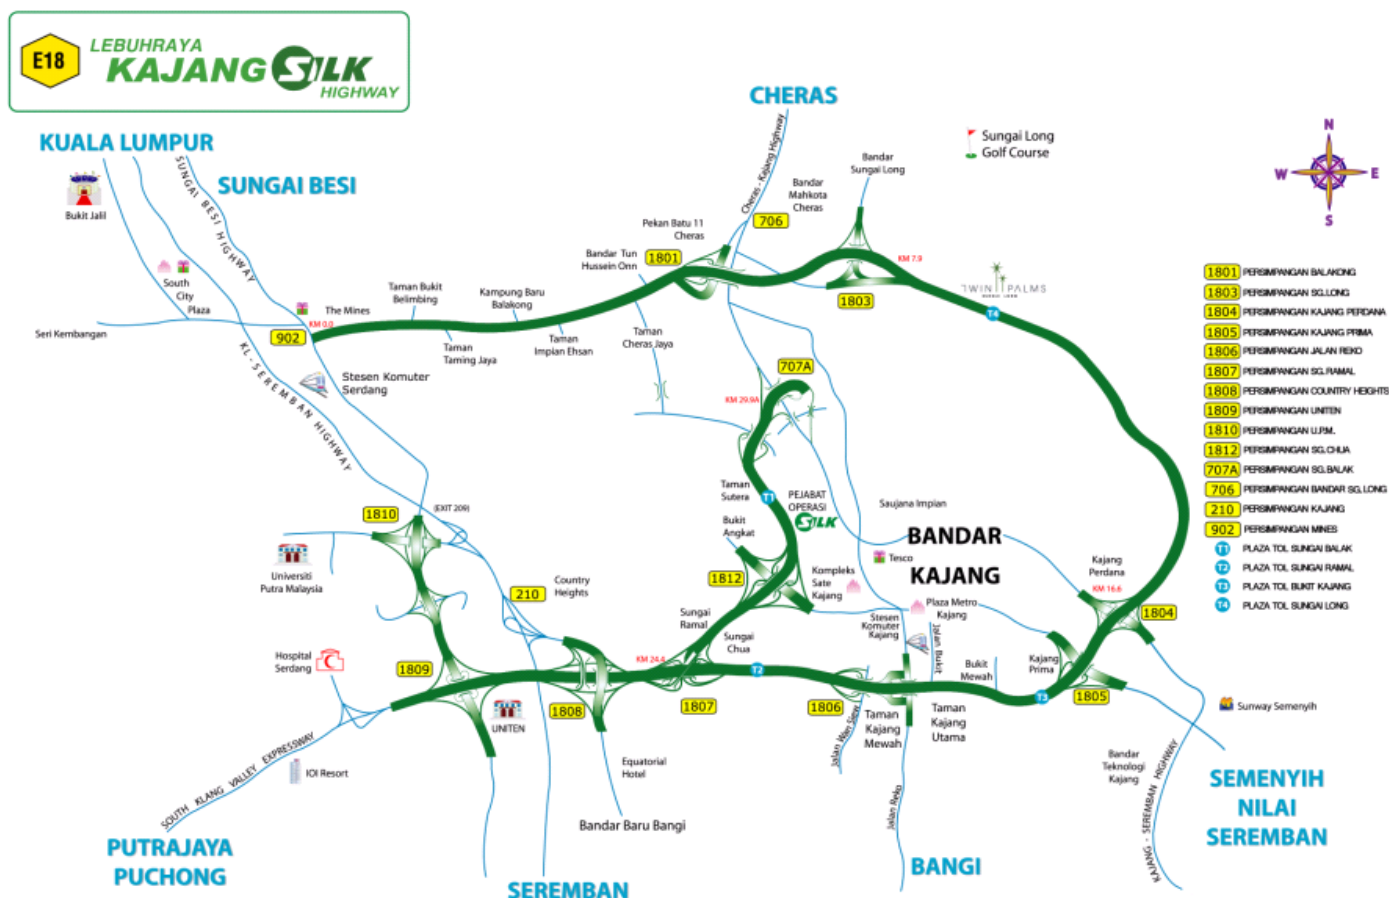 E18
LEBUHRAYA
KAJANG SILK
HIGHWAY
CHERAS
KUALA LUMPUR
SUNGAI BESI
Bukit Jalil
SUNGAI BESI HIGHWAY
Cheras - Kajang Highway
Sungai Long
Golf Course
N
W
E
S
Bandar
Sungai Long
Bandar
Mahkota
Cheras
706
Pekan Batu 11
Cheras
Bandar Tun
Hussein Onn
1801
KM 7.9
1803
TWIN PALMS
T4
South
City
Plaza
The Mines
KM 0.0
902
Seri Kembangan
Taman Bukit
Belimbing
Kampung Baru
Balakong
Taman
Taming Jaya
Taman
Impian Ehsan
Taman
Cheras Jaya
Stesen Komuter
Serdang
KL - SEREMBAN HIGHWAY
707A
KM 29.9A
Taman
Sutera
T1
PEJABAT
OPERASI
SILK
Bukit
Angkat
Saujana Impian
BANDAR
KAJANG
Tesco
Kajang
Perdana
KM 16.6
1804
1810
(EXIT 209)
Universiti
Putra Malaysia
210
Country
Heights
1812
Kompleks
Sate
Kajang
Plaza Metro
Kajang
Stesen
Komuter
Kajang
Jalan Bukit
Sungai
Ramal
Sungai
Chua
Hospital
Serdang
1809
KM 24.4
T2
Bukit
Mewah
Kajang
Prima
T3
1805
UNITEN
1808
1807
1806
Taman
Kajang
Mewah
Taman
Kajang
Utama
Jalan Wan Siew
Sunway Semenyih
IOI Resort
SOUTH KLANG VALLEY EXPRESSWAY
Equatorial
Hotel
Bandar Baru Bangi
Jalan Reko
Bandar
Teknologi
Kajang
KAJANG - SEREMBAN HIGHWAY
SEMENYIH
NILAI
SEREMBAN
PUTRAJAYA
PUCHONG
SEREMBAN
BANGI
1801 PERSIMPANGAN BALAKONG
1803 PERSIMPANGAN SG.LONG
1804 PERSIMPANGAN KAJANG PERDANA
1805 PERSIMPANGAN KAJANG PRIMA
1806 PERSIMPANGAN JALAN REKO
1807 PERSIMPANGAN SG.RAMAL
1808 PERSIMPANGAN COUNTRY HEIGHTS
1809 PERSIMPANGAN UNITEN
1810 PERSIMPANGAN U.P.M.
1812 PERSIMPANGAN SG.CHUA
707A PERSIMPANGAN SG.BALAK
706 PERSIMPANGAN BANDAR SG.LONG
210 PERSIMPANGAN KAJANG
902 PERSIMPANGAN MINES
T1 PLAZA TOL SUNGAI BALAK
T2 PLAZA TOL SUNGAI RAMAL
T3 PLAZA TOL BUKIT KAJANG
T4 PLAZA TOL SUNGAI LONG